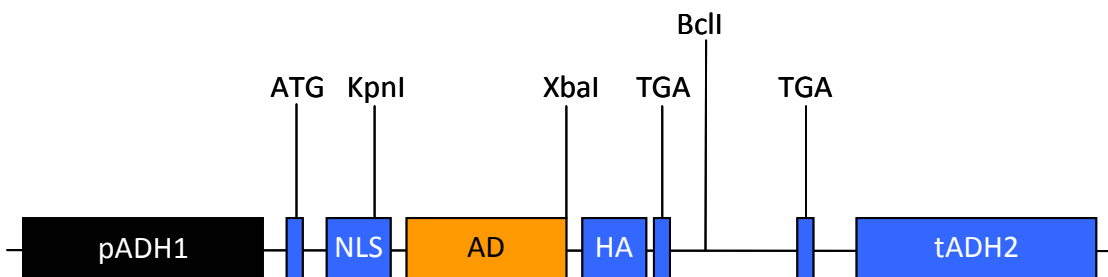 BclI
ATG KpnI XbaI TGA TGA
pADH1 NLS AD HA tADH2